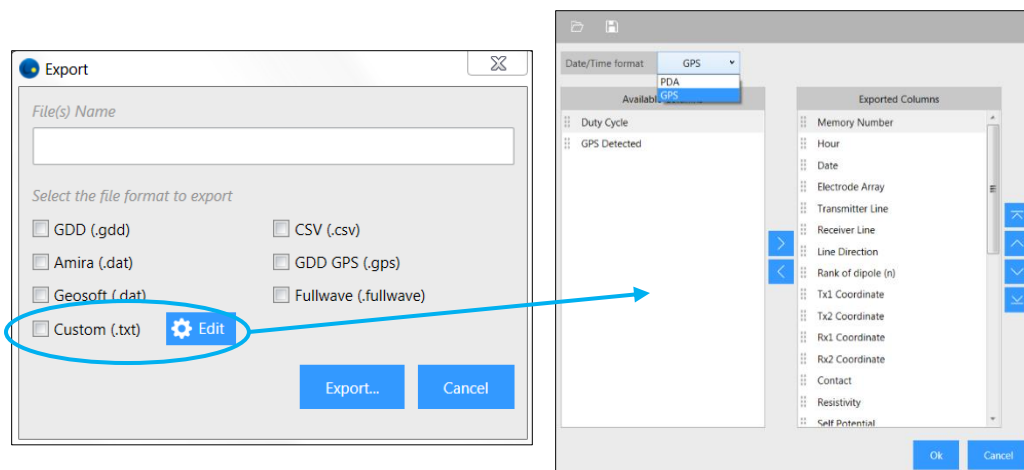 Export
File(s) Name
Select the file format to export
GDD (.gdd)
CSV (.csv)
Amira (.dat)
GDD GPS (.gps)
Geosoft (.dat)
Fullwave (.fullwave)
Custom (.txt)
Edit
Export...
Cancel
Date/Time format
GPS
PDA
GPS
Exported Columns
Duty Cycle
GPS Detected
Memory Number
Hour
Date
Electrode Array
Transmitter Line
Receiver Line
Line Direction
Rank of dipole (n)
Tx1 Coordinate
Tx2 Coordinate
Rx1 Coordinate
Rx2 Coordinate
Contact
Resistivity
Self Potential
Ok
Cancel